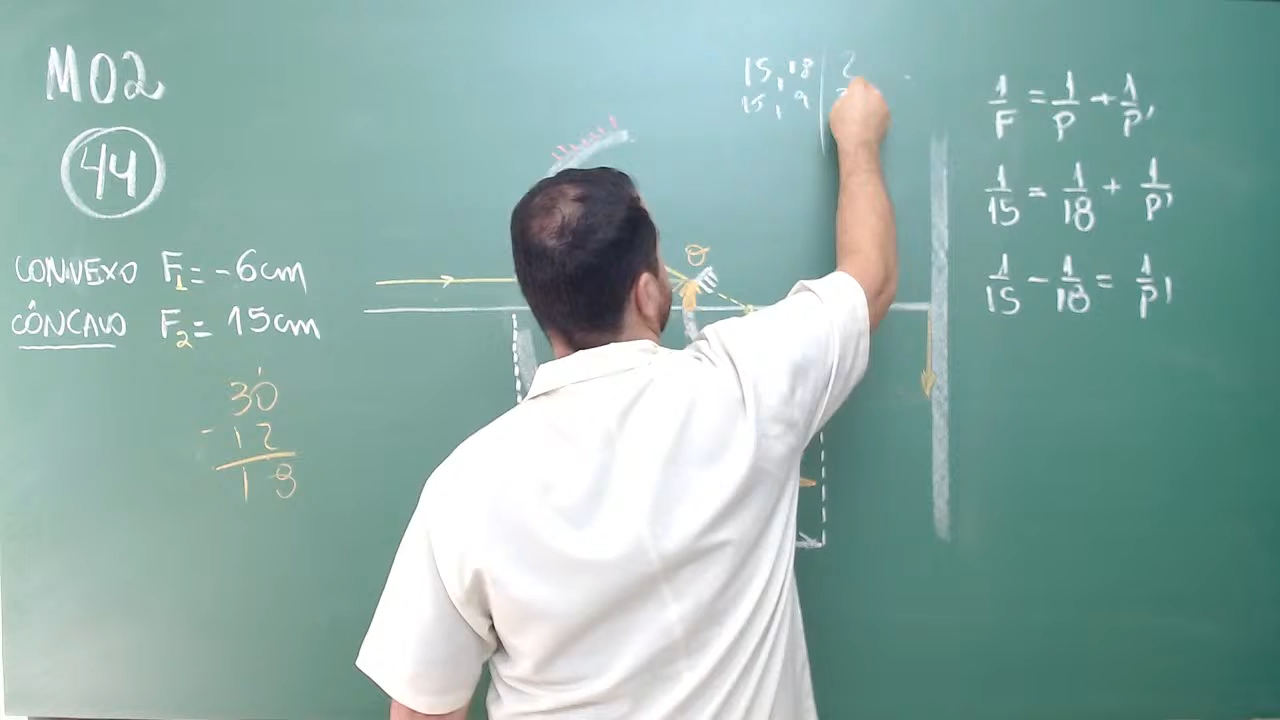 M02
44
CONVEXO F1 = -6cm
CÔNCAVO F2 = 15cm
30
- 12
18
15, 18 | 2
15, 9
θ
1/F = 1/P + 1/P'
1/15 = 1/18 + 1/P'
1/15 - 1/18 = 1/P'